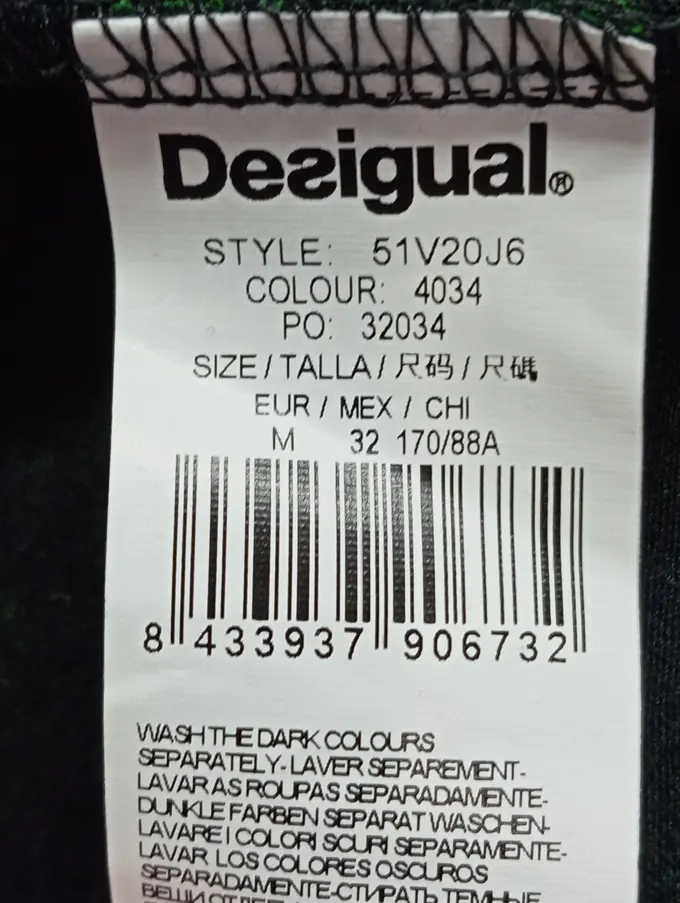 Desigual®
STYLE: 51V20J6
COLOUR: 4034
PO: 32034
SIZE / TALLA / 尺码 / 尺碼
EUR / MEX / CHI
M 32 170/88A
8 433937 906732
WASH THE DARK COLOURS
SEPARATELY-LAVER SEPAREMENT-
LAVAR AS ROUPAS SEPARADAMENTE-
DUNKLE FARBEN SEPARAT WASCHEN-
LAVARE I COLORI SCURI SEPARAMENTE-
LAVAR LOS COLORES OSCUROS
SEPARADAMENTE-СТИРАТЬ ТЕМНЫЕ
ВЕЩИ